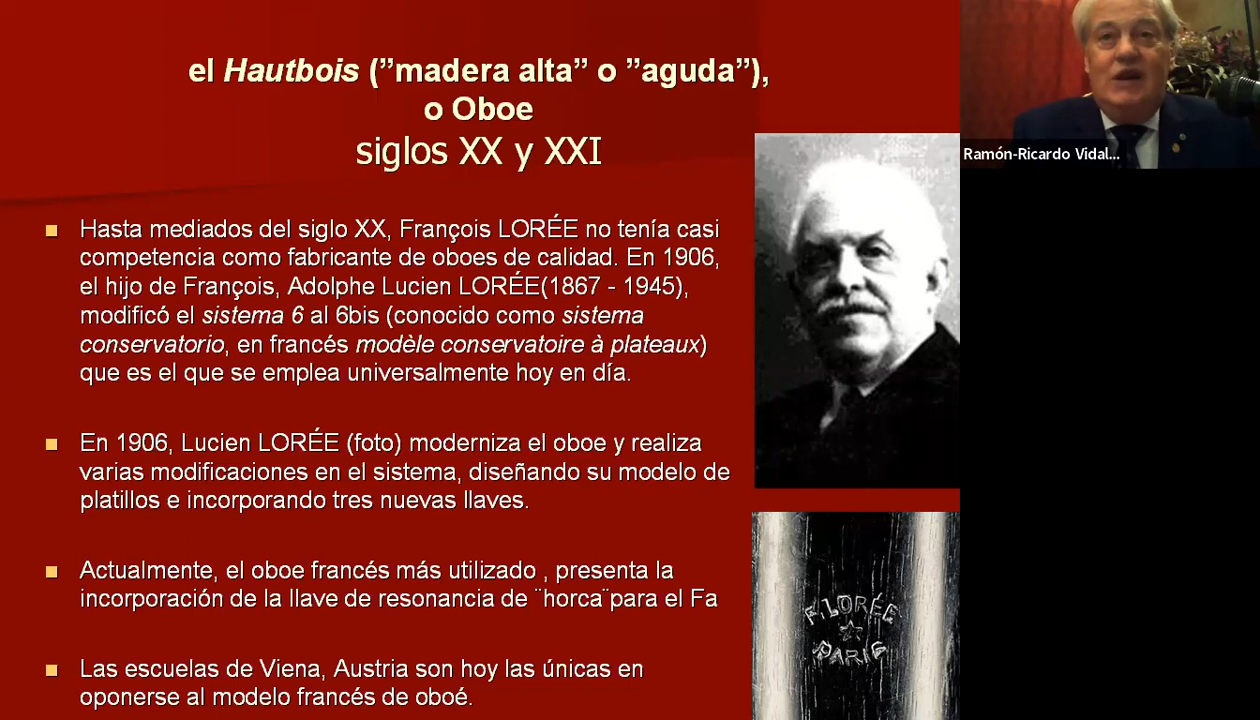 el Hautbois (”madera alta” o ”aguda”),
o Oboe
siglos XX y XXI
Hasta mediados del siglo XX, François LORÉE no tenía casi
competencia como fabricante de oboes de calidad. En 1906,
el hijo de François, Adolphe Lucien LORÉE(1867 - 1945),
modificó el sistema 6 al 6bis (conocido como sistema
conservatorio, en francés modèle conservatoire à plateaux)
que es el que se emplea universalmente hoy en día.
En 1906, Lucien LORÉE (foto) moderniza el oboe y realiza
varias modificaciones en el sistema, diseñando su modelo de
platillos e incorporando tres nuevas llaves.
Actualmente, el oboe francés más utilizado , presenta la
incorporación de la llave de resonancia de ¨horca¨para el Fa
Las escuelas de Viena, Austria son hoy las únicas en
oponerse al modelo francés de oboé.
F. LORÉE
PARIS
Ramón-Ricardo Vidal...